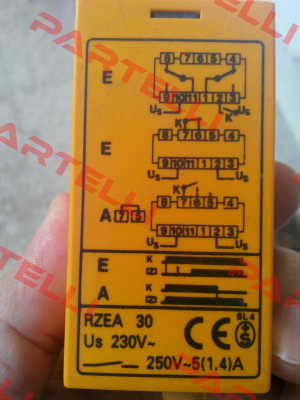 8 7 6 5 4
E
9 10 11 1 2 3
Us K Us
K
8 7 6 5 4
E
9 10 11 1 2 3
Us Us
K
8 7 6 5 4
A 7 5
9 10 11 1 2 3
Us Us
E K
A K
RZEA 30 CE BL4
Us 230V~ S
250V~5(1.4)A
PARTELLI
PARTELLI
PARTELLI